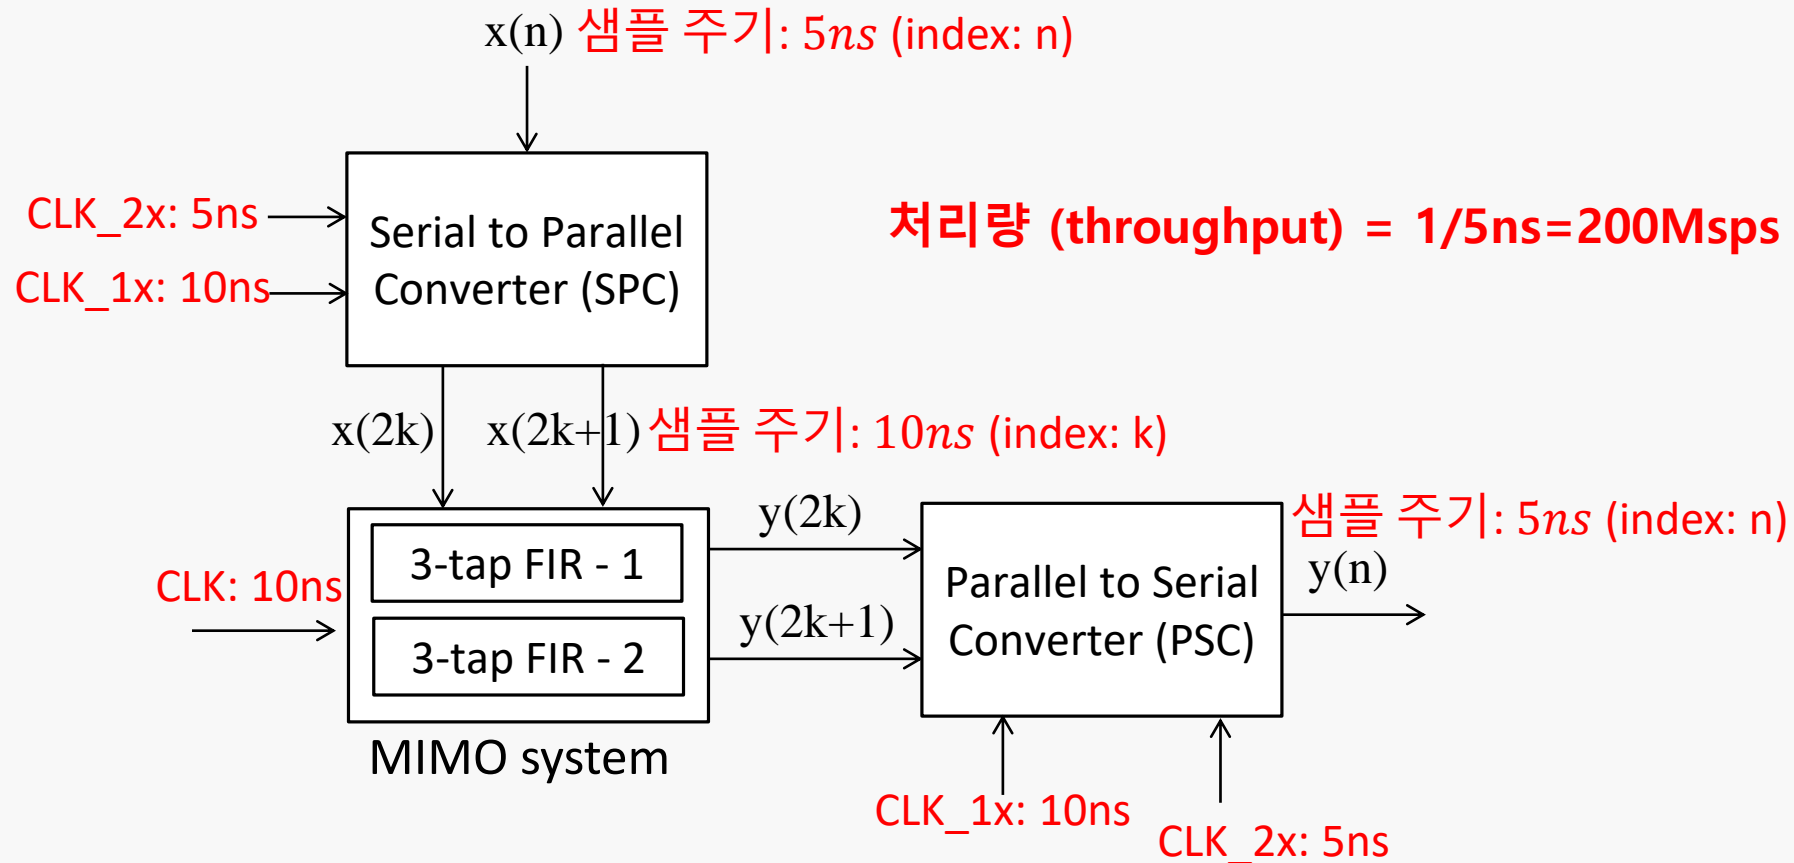 x(n) 샘플 주기: 5ns (index: n)
CLK_2x: 5ns
CLK_1x: 10ns
Serial to Parallel
Converter (SPC)
처리량 (throughput) = 1/5ns=200Msps
x(2k)
x(2k+1) 샘플 주기: 10ns (index: k)
CLK: 10ns
3-tap FIR - 1
3-tap FIR - 2
MIMO system
y(2k)
y(2k+1)
Parallel to Serial
Converter (PSC)
샘플 주기: 5ns (index: n)
y(n)
CLK_1x: 10ns
CLK_2x: 5ns